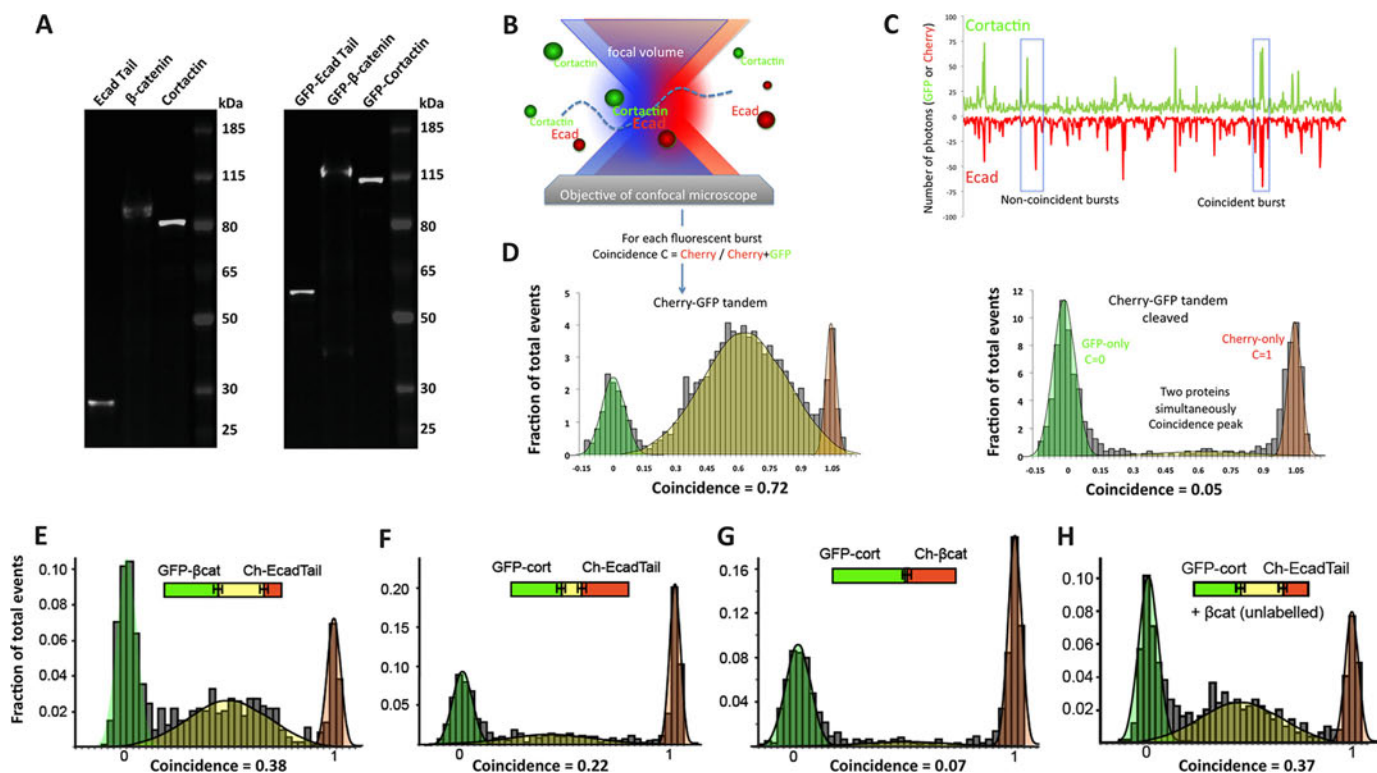 A
Ecad Tail
β-catenin
Cortactin
kDa
185
115
80
65
50
30
25
GFP-Ecad Tail
GFP-β-catenin
GFP-Cortactin
kDa
185
115
80
65
50
30
25
B
focal volume
Cortactin
Cortactin
Cortactin
Cortactin
Ecad
Ecad
Ecad
Objective of confocal microscope
For each fluorescent burst
Coincidence C = Cherry / Cherry+GFP
C
Number of photons (GFP or Cherry)
100
75
50
25
0
-25
-50
-75
-100
Cortactin
Ecad
Non-coincident bursts
Coincident burst
D
Fraction of total events
5
4
3
2
1
0
Cherry-GFP tandem
-0.15 0 0.15 0.3 0.45 0.6 0.75 0.9 1.05
Coincidence = 0.72
Fraction of total events
12
10
8
6
4
2
0
Cherry-GFP tandem
cleaved
GFP-only
C=0
Cherry-only
C=1
Two proteins
simultaneously
Coincidence peak
-0.15 0 0.15 0.3 0.45 0.6 0.75 0.9 1.05
Coincidence = 0.05
E
Fraction of total events
0.10
0.08
0.06
0.04
0.02
GFP-βcat Ch-EcadTail
0 1
Coincidence = 0.38
F
0.20
0.15
0.10
0.05
GFP-cort Ch-EcadTail
0 1
Coincidence = 0.22
G
0.16
0.12
0.08
0.04
GFP-cort Ch-βcat
0 1
Coincidence = 0.07
H
0.10
0.08
0.06
0.04
0.02
GFP-cort Ch-EcadTail
+ βcat (unlabelled)
0 1
Coincidence = 0.37